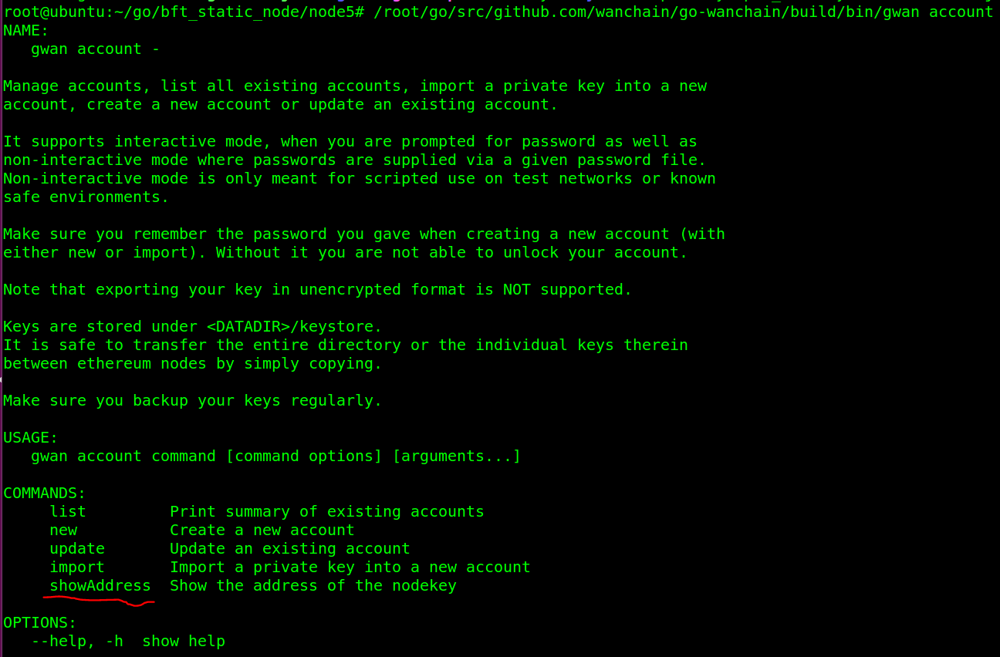 root@ubuntu:~/go/bft_static_node/node5# /root/go/src/github.com/wanchain/go-wanchain/build/bin/gwan account
NAME:
   gwan account -

Manage accounts, list all existing accounts, import a private key into a new
account, create a new account or update an existing account.

It supports interactive mode, when you are prompted for password as well as
non-interactive mode where passwords are supplied via a given password file.
Non-interactive mode is only meant for scripted use on test networks or known
safe environments.

Make sure you remember the password you gave when creating a new account (with
either new or import). Without it you are not able to unlock your account.

Note that exporting your key in unencrypted format is NOT supported.

Keys are stored under <DATADIR>/keystore.
It is safe to transfer the entire directory or the individual keys therein
between ethereum nodes by simply copying.

Make sure you backup your keys regularly.

USAGE:
   gwan account command [command options] [arguments...]

COMMANDS:
     list         Print summary of existing accounts
     new          Create a new account
     update       Update an existing account
     import       Import a private key into a new account
     showAddress  Show the address of the nodekey

OPTIONS:
   --help, -h  show help